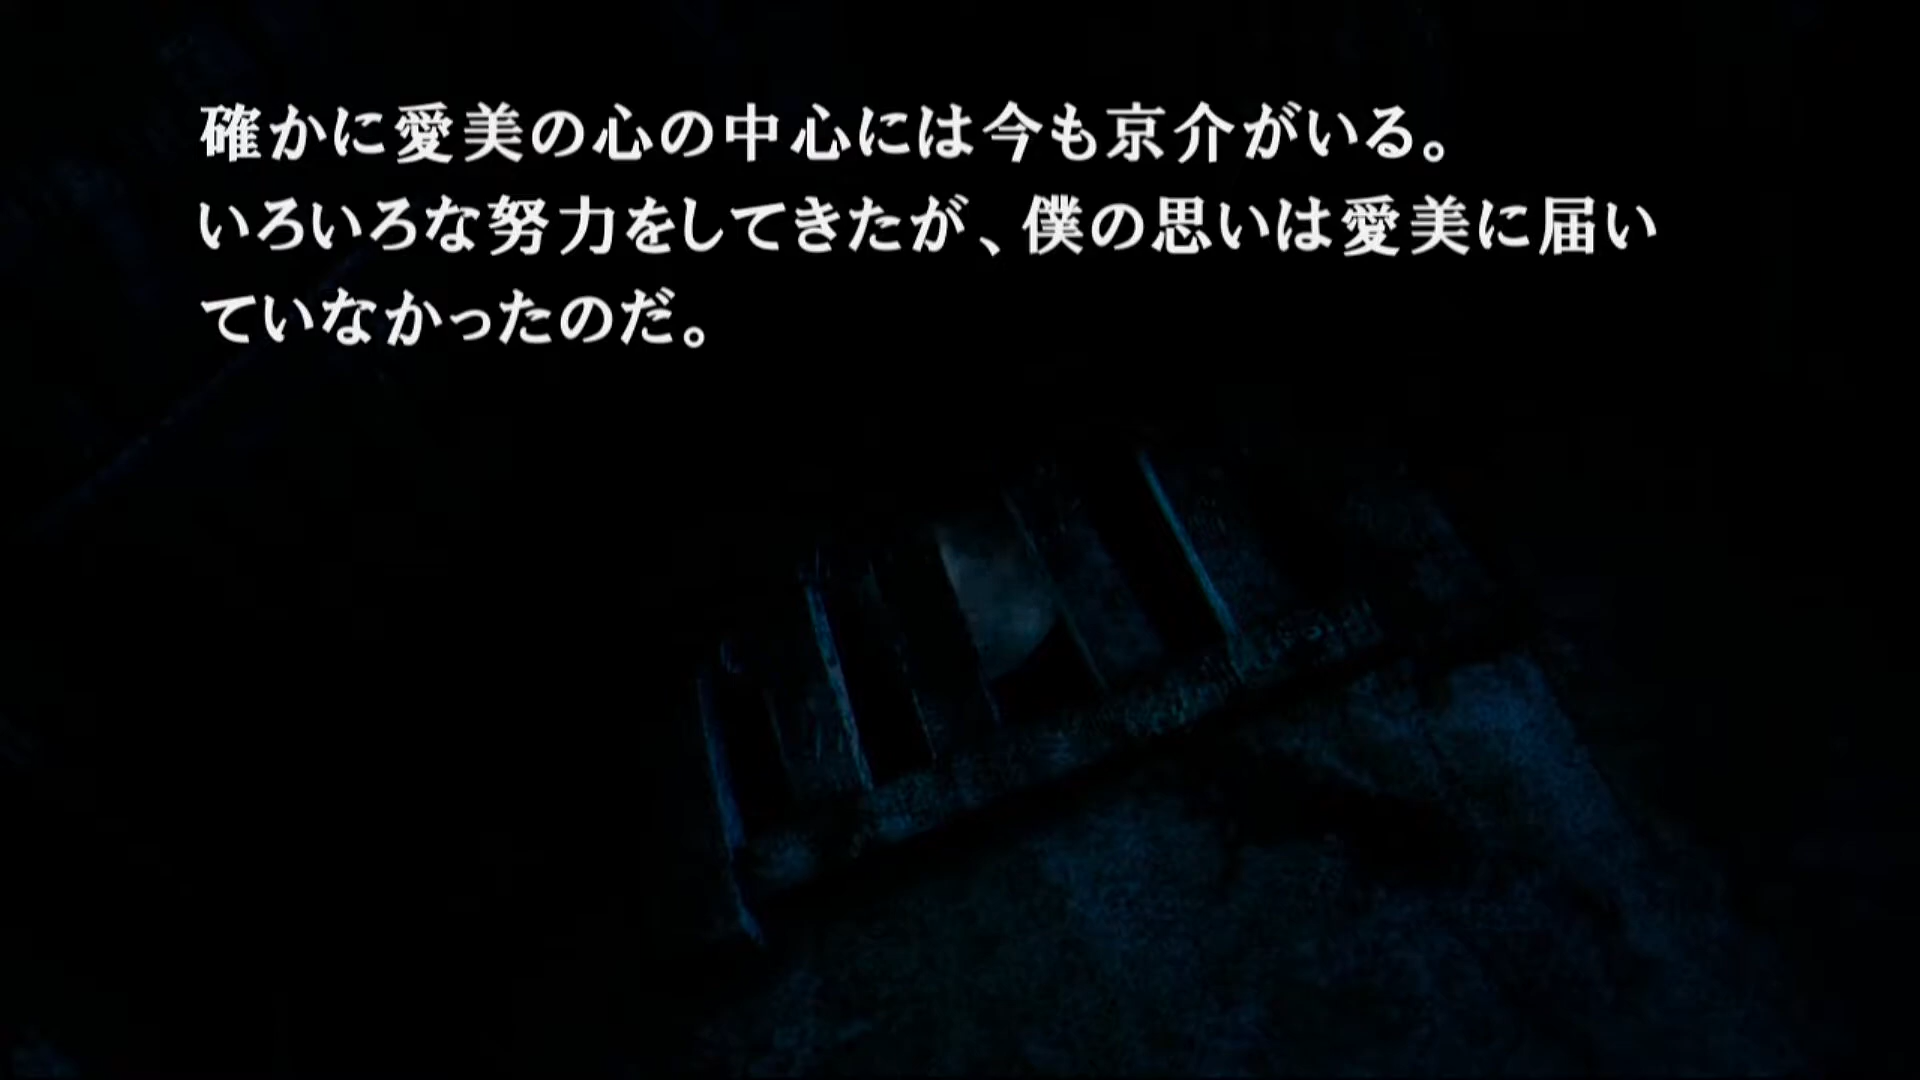 確かに愛美の心の中心には今も京介がいる。
いろいろな努力をしてきたが、僕の思いは愛美に届い
ていなかったのだ。